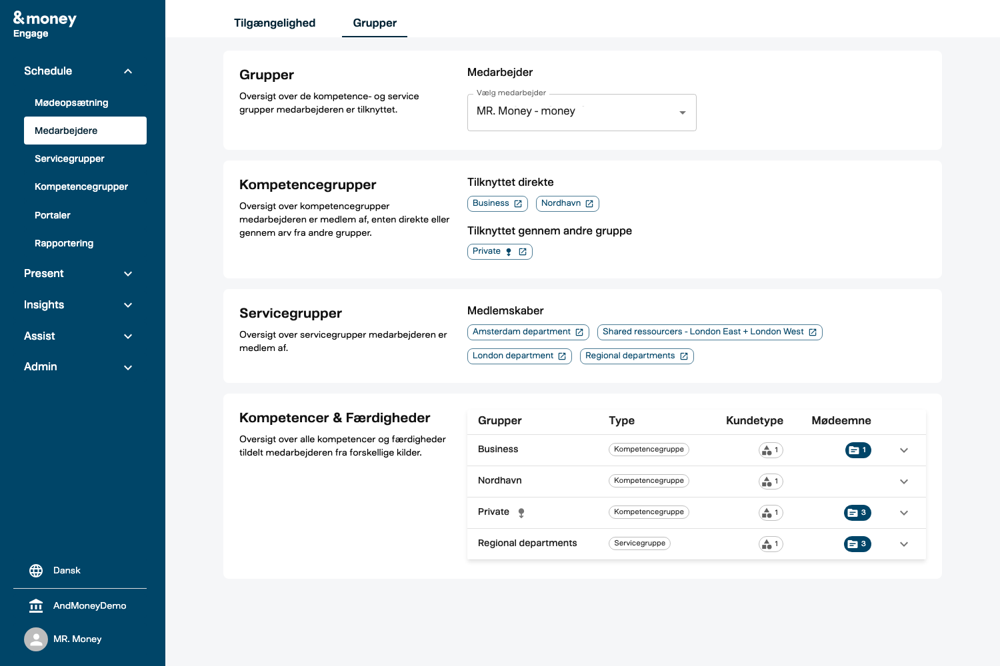 &money
Engage
Schedule
Mødeopsætning
Medarbejdere
Servicegrupper
Kompetencegrupper
Portaler
Rapportering
Present
Insights
Assist
Admin
Dansk
AndMoneyDemo
MR. Money
Tilgængelighed
Grupper
Grupper
Oversigt over de kompetence- og service
grupper medarbejderen er tilknyttet.
Medarbejder
Vælg medarbejder
MR. Money - money
Kompetencegrupper
Oversigt over kompetencegrupper
medarbejderen er medlem af, enten direkte eller
gennem arv fra andre grupper.
Tilknyttet direkte
Business Nordhavn
Tilknyttet gennem andre gruppe
Private
Servicegrupper
Oversigt over servicegrupper medarbejderen er
medlem af.
Medlemskaber
Amsterdam department Shared ressourcers - London East + London West
London department Regional departments
Kompetencer & Færdigheder
Oversigt over alle kompetencer og færdigheder
tildelt medarbejderen fra forskellige kilder.
Grupper Type Kundetype Mødeemne
Business Kompetencegruppe 1 1
Nordhavn Kompetencegruppe 1
Private Kompetencegruppe 1 3
Regional departments Servicegruppe 1 3